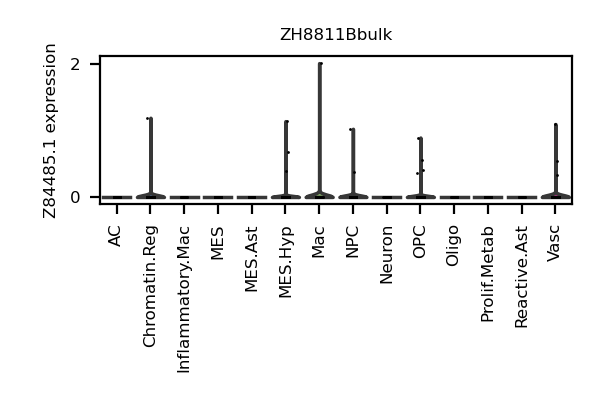 ZH8811Bbulk
Z84485.1 expression
2
0
AC
Chromatin.Reg
Inflammatory.Mac
MES
MES.Ast
MES.Hyp
Mac
NPC
Neuron
OPC
Oligo
Prolif.Metab
Reactive.Ast
Vasc